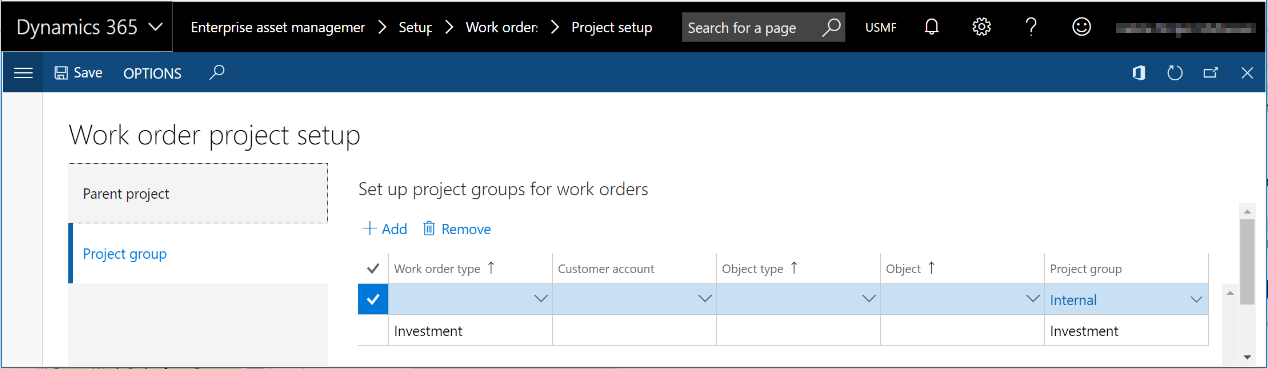 Dynamics 365 Enterprise asset managemer Setup Work order Project setup Search for a page USMF
Save OPTIONS
Work order project setup
Parent project
Project group
Set up project groups for work orders
Add Remove
Work order type Customer account Object type Object Project group
Internal
Investment Investment